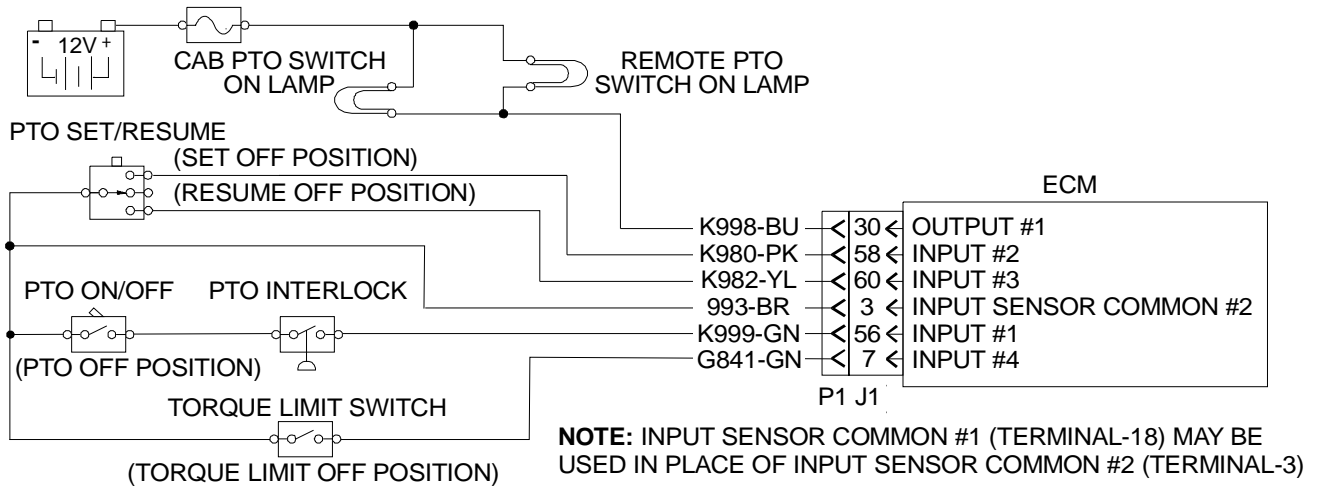 - 12V +
CAB PTO SWITCH
ON LAMP
REMOTE PTO
SWITCH ON LAMP
PTO SET/RESUME
(SET OFF POSITION)
(RESUME OFF POSITION)
ECM
K998-BU 30 OUTPUT #1
K980-PK 58 INPUT #2
K982-YL 60 INPUT #3
993-BR 3 INPUT SENSOR COMMON #2
K999-GN 56 INPUT #1
G841-GN 7 INPUT #4
P1 J1
PTO ON/OFF
PTO INTERLOCK
(PTO OFF POSITION)
TORQUE LIMIT SWITCH
(TORQUE LIMIT OFF POSITION)
NOTE: INPUT SENSOR COMMON #1 (TERMINAL-18) MAY BE
USED IN PLACE OF INPUT SENSOR COMMON #2 (TERMINAL-3)